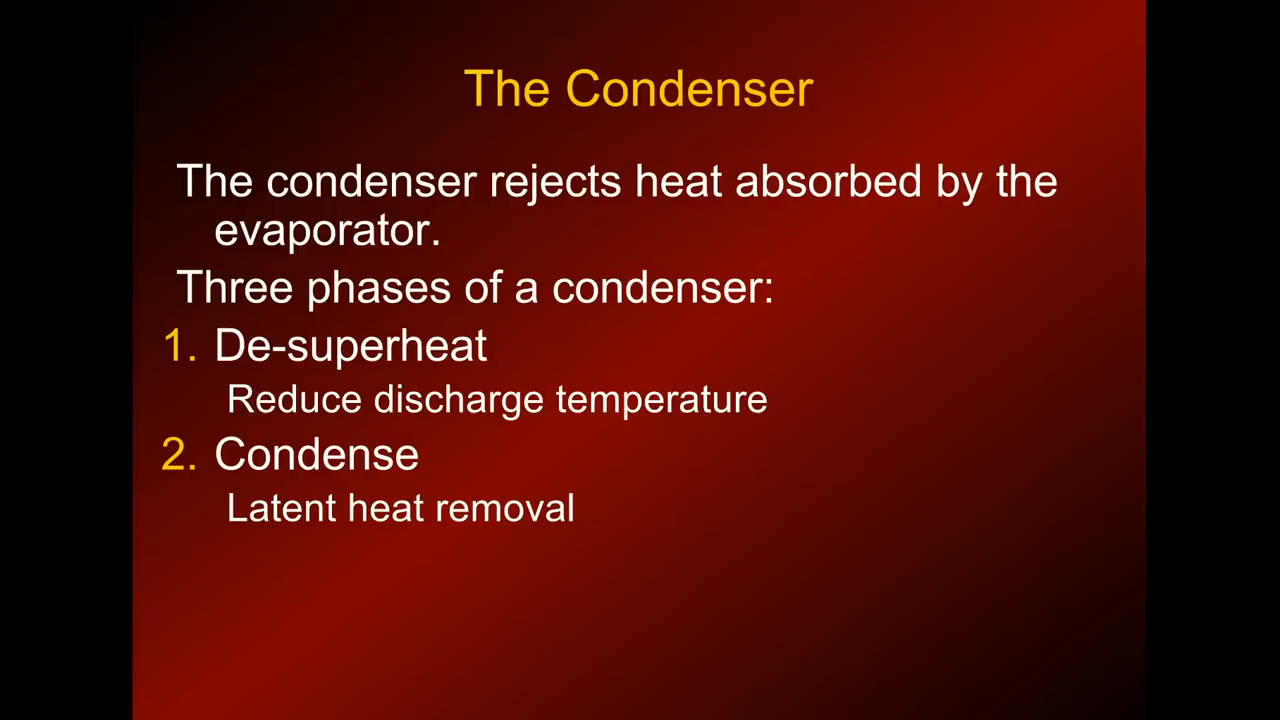 The Condenser
The condenser rejects heat absorbed by the
evaporator.
Three phases of a condenser:
1. De-superheat
Reduce discharge temperature
2. Condense
Latent heat removal